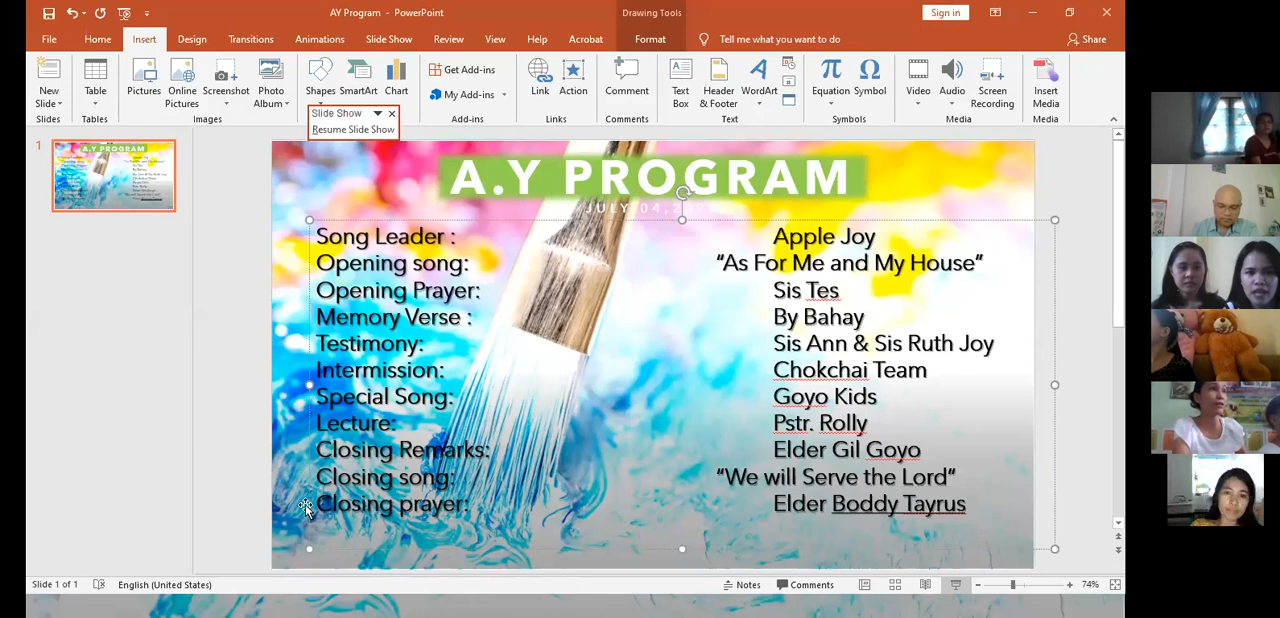 AY Program - PowerPoint
Drawing Tools
Sign in
File Home Insert Design Transitions Animations Slide Show Review View Help Acrobat Format Tell me what you want to do Share
New Slide
Table
Pictures
Online Pictures
Screenshot
Photo Album
Shapes
SmartArt
Chart
Get Add-ins
My Add-ins
Link
Action
Comment
Text Box
Header & Footer
WordArt
Equation
Symbol
Video
Audio
Screen Recording
Insert Media
Slides Tables Images Add-ins Links Comments Text Symbols Media Media
Slide Show
Resume Slide Show
1
A.Y PROGRAM
A.Y PROGRAM
JULY 04,
Song Leader : Apple Joy
Opening song: “As For Me and My House”
Opening Prayer: Sis Tes
Memory Verse : By Bahay
Testimony: Sis Ann & Sis Ruth Joy
Intermission: Chokchai Team
Special Song: Goyo Kids
Lecture: Pstr. Rolly
Closing Remarks: Elder Gil Goyo
Closing song: “We will Serve the Lord”
Closing prayer: Elder Boddy Tayrus
Slide 1 of 1 English (United States) Notes Comments 74%